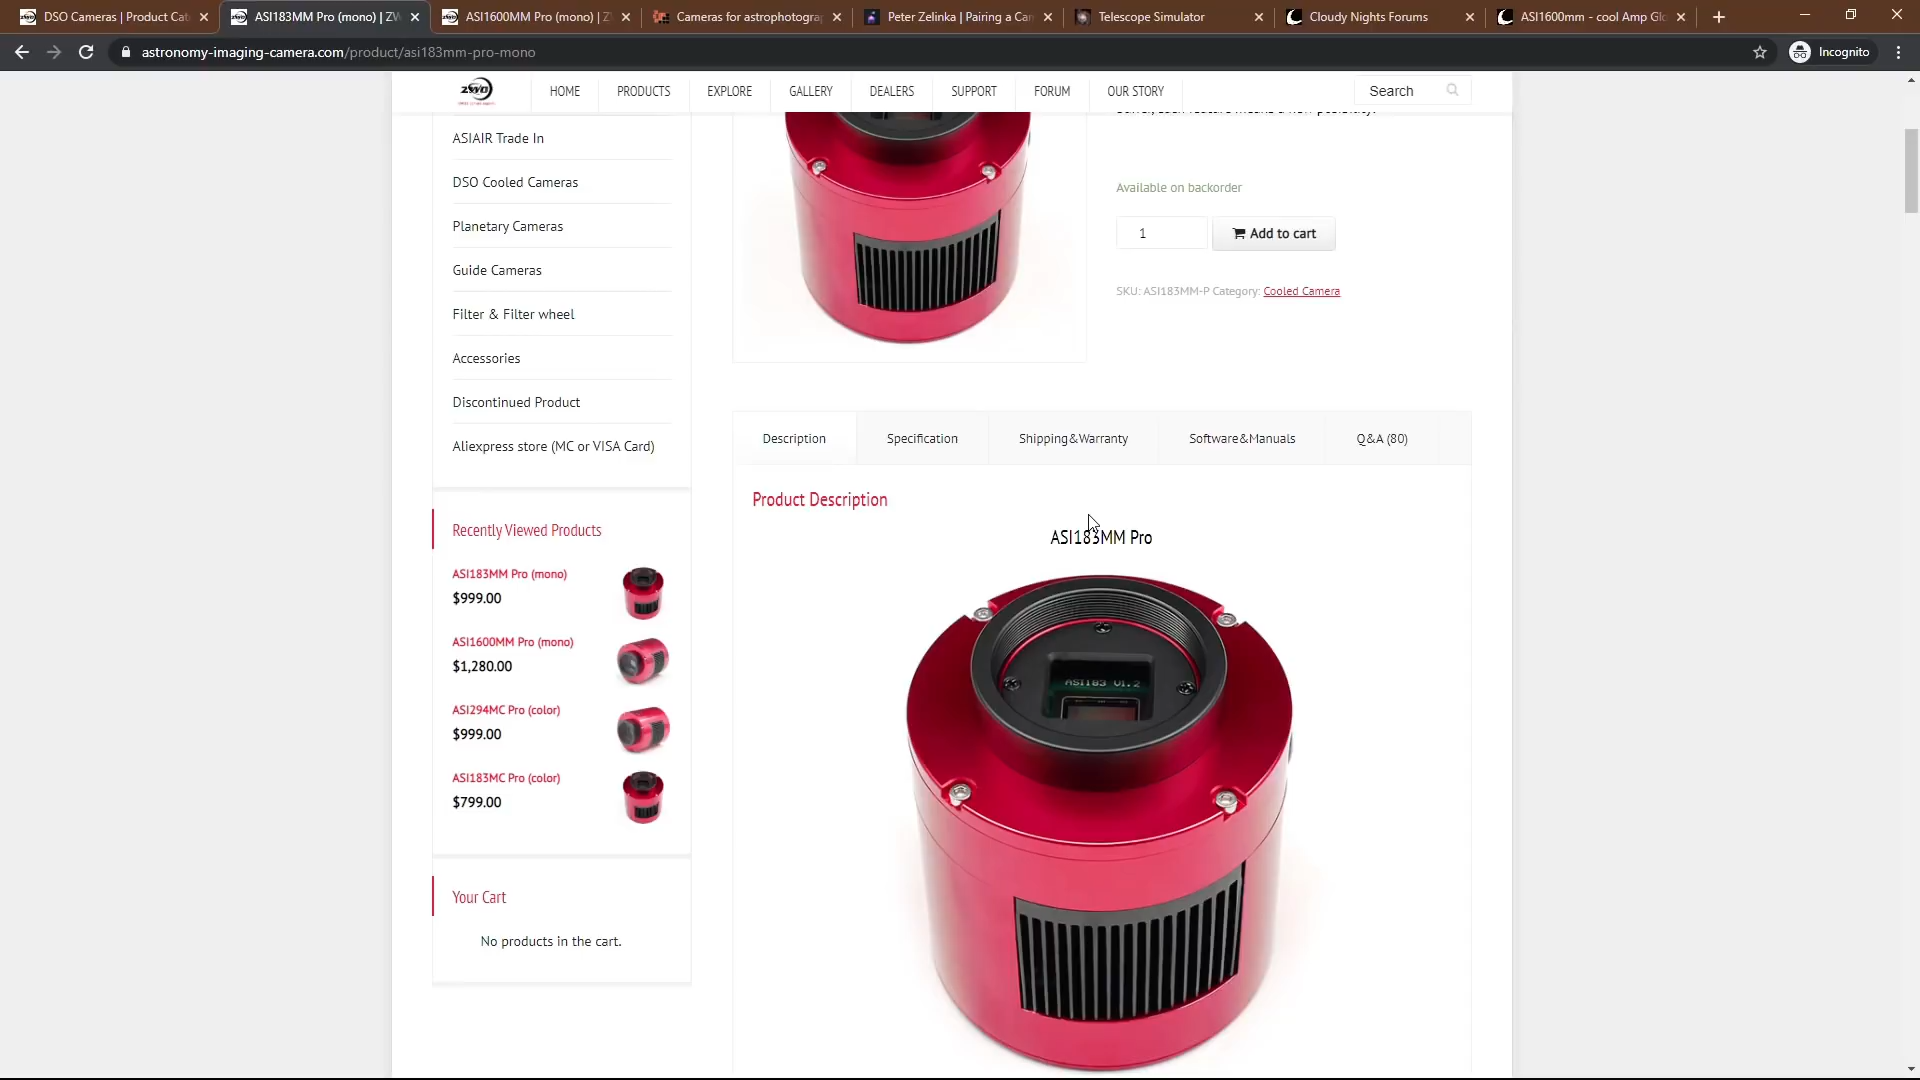 DSO Cameras | Product Cat
ASI183MM Pro (mono) | ZW
ASI1600MM Pro (mono) | Z
Cameras for astrophotogra
Peter Zelinka | Pairing a Ca
Telescope Simulator
Cloudy Nights Forums
ASI1600mm - cool Amp Glo
astronomy-imaging-camera.com/product/asi183mm-pro-mono
Incognito
ZWO
HOME
PRODUCTS
EXPLORE
GALLERY
DEALERS
SUPPORT
FORUM
OUR STORY
Search
ASIAIR Trade In
DSO Cooled Cameras
Planetary Cameras
Guide Cameras
Filter & Filter wheel
Accessories
Discontinued Product
Aliexpress store (MC or VISA Card)
Available on backorder
1
Add to cart
SKU: ASI183MM-P Category: Cooled Camera
Description
Specification
Shipping&Warranty
Software&Manuals
Q&A (80)
Product Description
ASI183MM Pro
ASI183 V1.2
Recently Viewed Products
ASI183MM Pro (mono)
$999.00
ASI1600MM Pro (mono)
$1,280.00
ASI294MC Pro (color)
$999.00
ASI183MC Pro (color)
$799.00
Your Cart
No products in the cart.